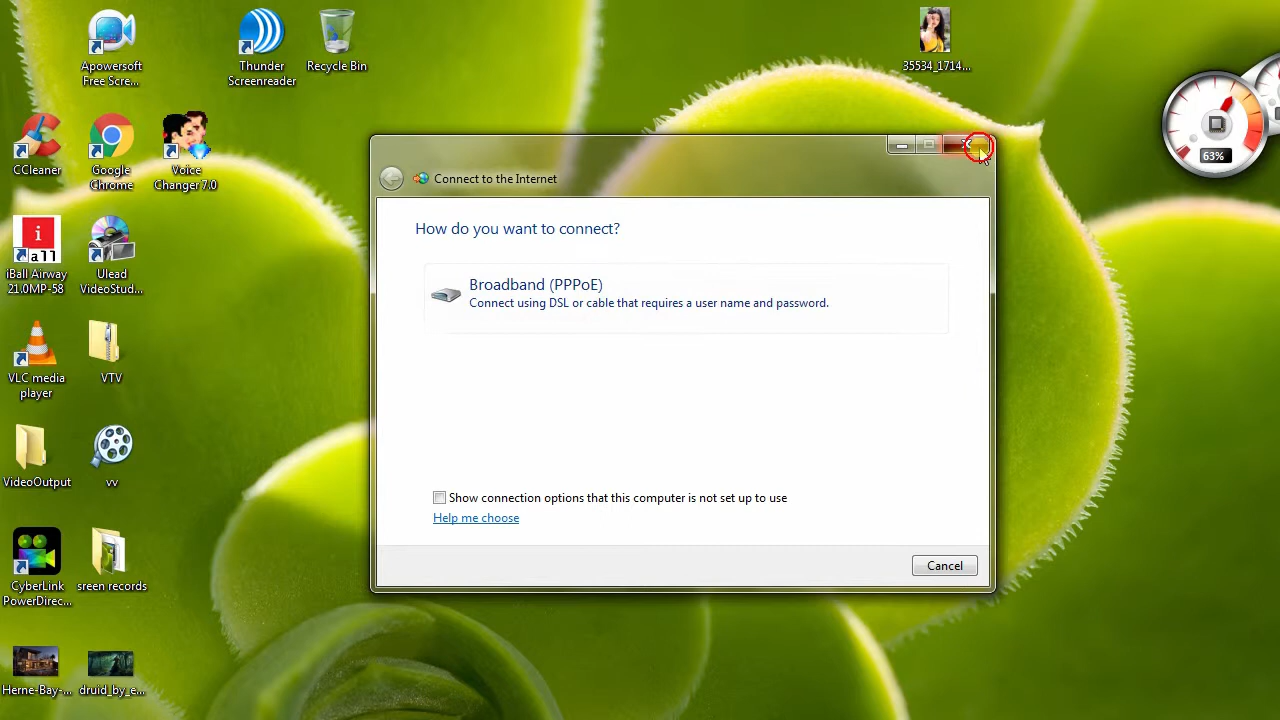 Apowersoft
Free Scre...
Thunder
Screenreader
Recycle Bin
35534_1714...
CCleaner
Google
Chrome
Voice
Changer 7.0
63%
Connect to the Internet
How do you want to connect?
Broadband (PPPoE)
Connect using DSL or cable that requires a user name and password.
i
all
iBall Airway
21.0MP-58
Ulead
VideoStud...
VLC media
player
VTV
VideoOutput
vv
Show connection options that this computer is not set up to use
Help me choose
Cancel
CyberLink
PowerDirec...
sreen records
Herne-Bay-...
druid_by_e...